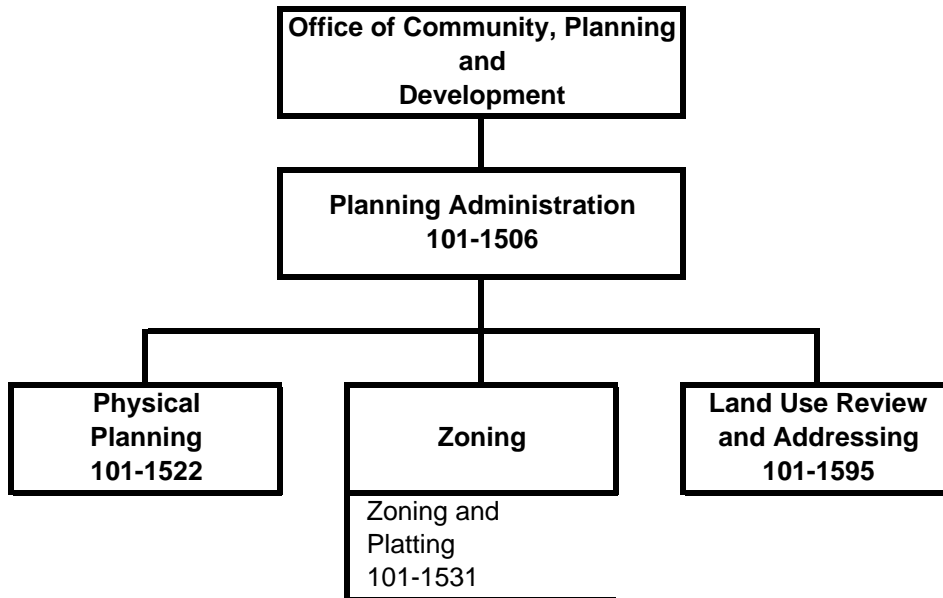 Office of Community, Planning
and
Development
Planning Administration
101-1506
Physical
Planning
101-1522
Zoning
Zoning and
Platting
101-1531
Land Use Review
and Addressing
101-1595